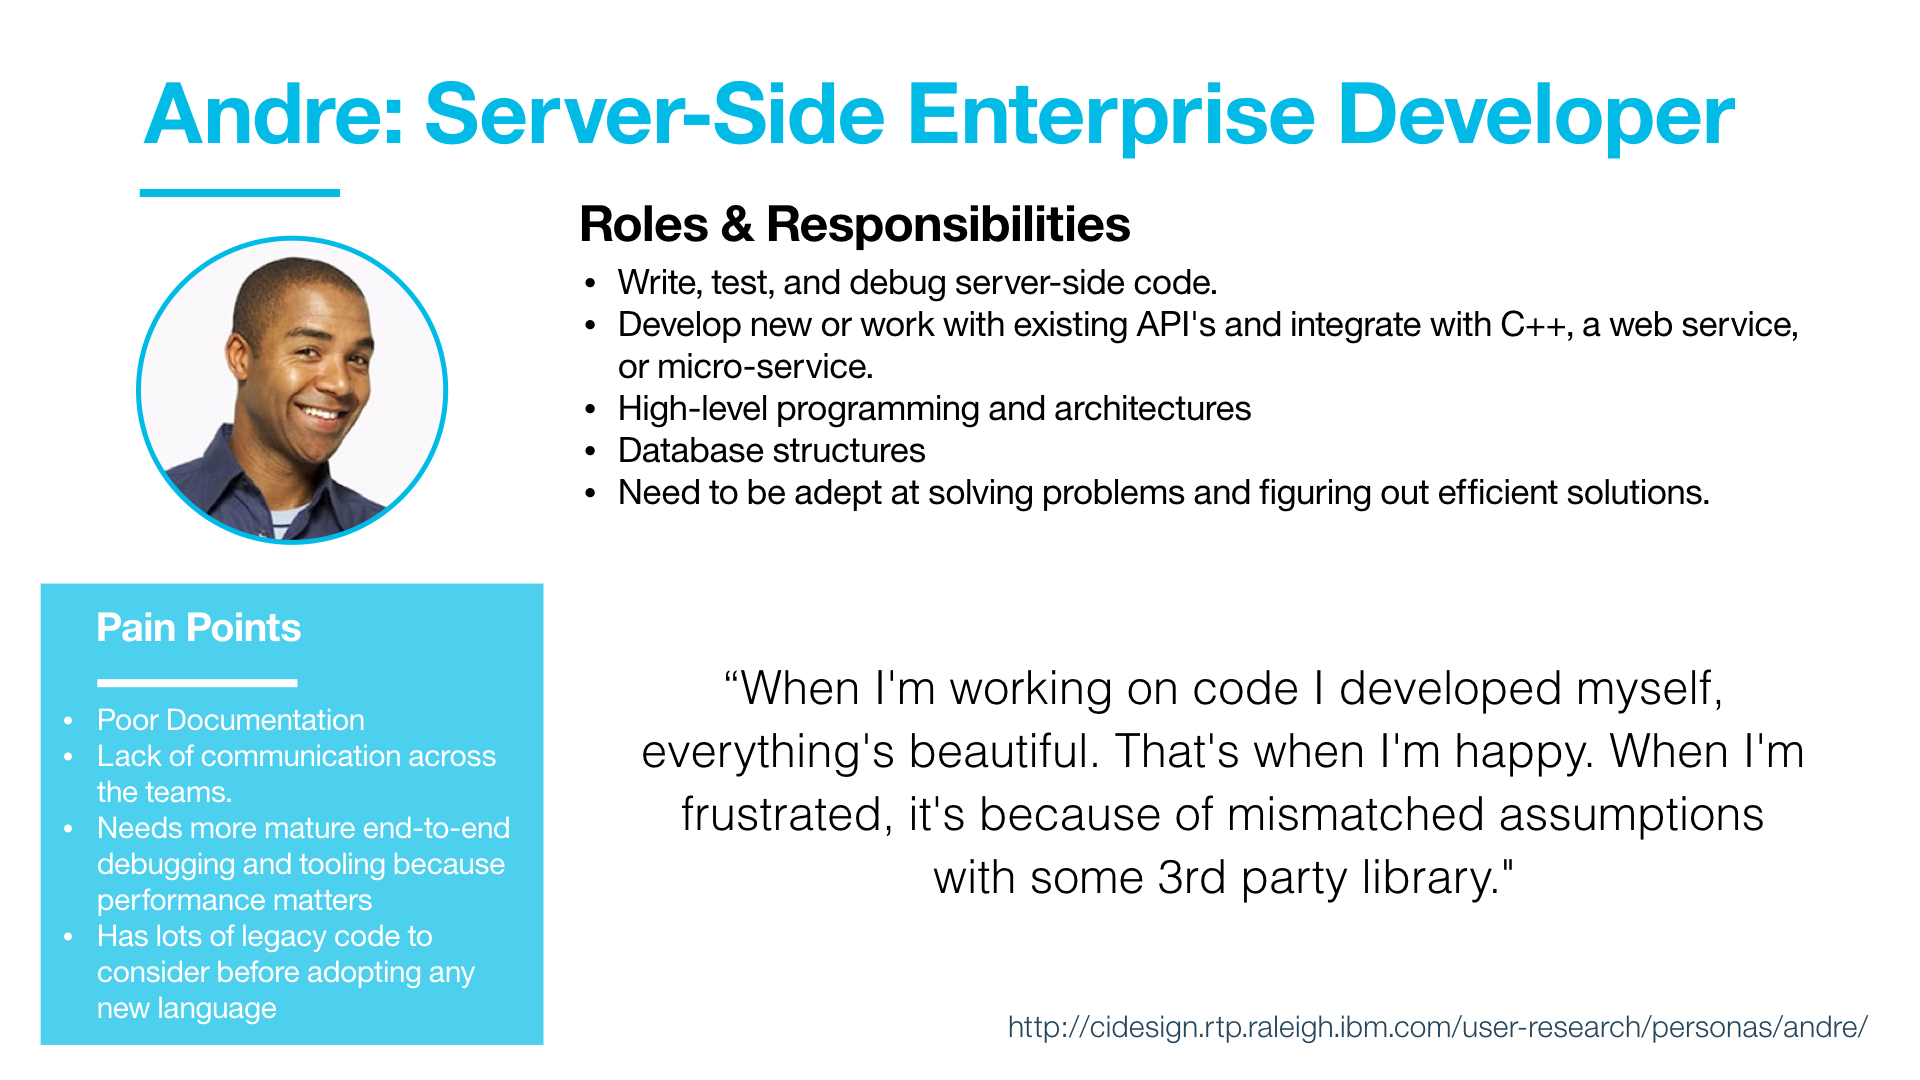 Andre: Server-Side Enterprise Developer
Roles & Responsibilities
• Write, test, and debug server-side code.
• Develop new or work with existing API's and integrate with C++, a web service,
or micro-service.
• High-level programming and architectures
• Database structures
• Need to be adept at solving problems and figuring out efficient solutions.
Pain Points
• Poor Documentation
• Lack of communication across
the teams.
• Needs more mature end-to-end
debugging and tooling because
performance matters
• Has lots of legacy code to
consider before adopting any
new language
“When I'm working on code I developed myself,
everything's beautiful. That's when I'm happy. When I'm
frustrated, it's because of mismatched assumptions
with some 3rd party library."
http://cidesign.rtp.raleigh.ibm.com/user-research/personas/andre/